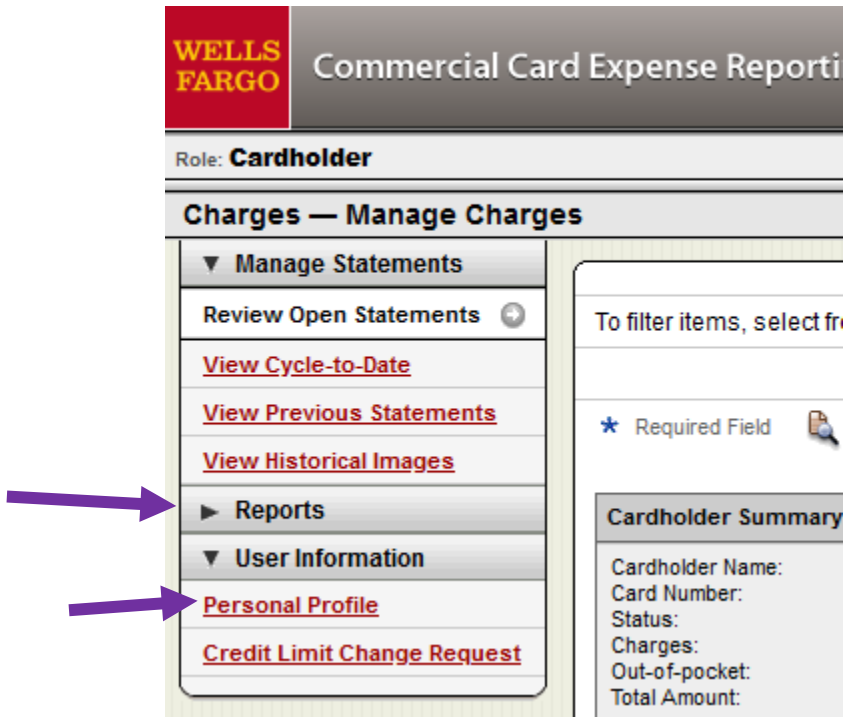 WELLS
FARGO
Commercial Card Expense Reporti
Role: Cardholder
Charges — Manage Charges
▼ Manage Statements
Review Open Statements
View Cycle-to-Date
View Previous Statements
View Historical Images
► Reports
▼ User Information
Personal Profile
Credit Limit Change Request
To filter items, select fr
* Required Field
Cardholder Summary
Cardholder Name:
Card Number:
Status:
Charges:
Out-of-pocket:
Total Amount: